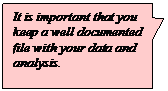 It is important that you
keep a well documented
file with your data and
analysis.